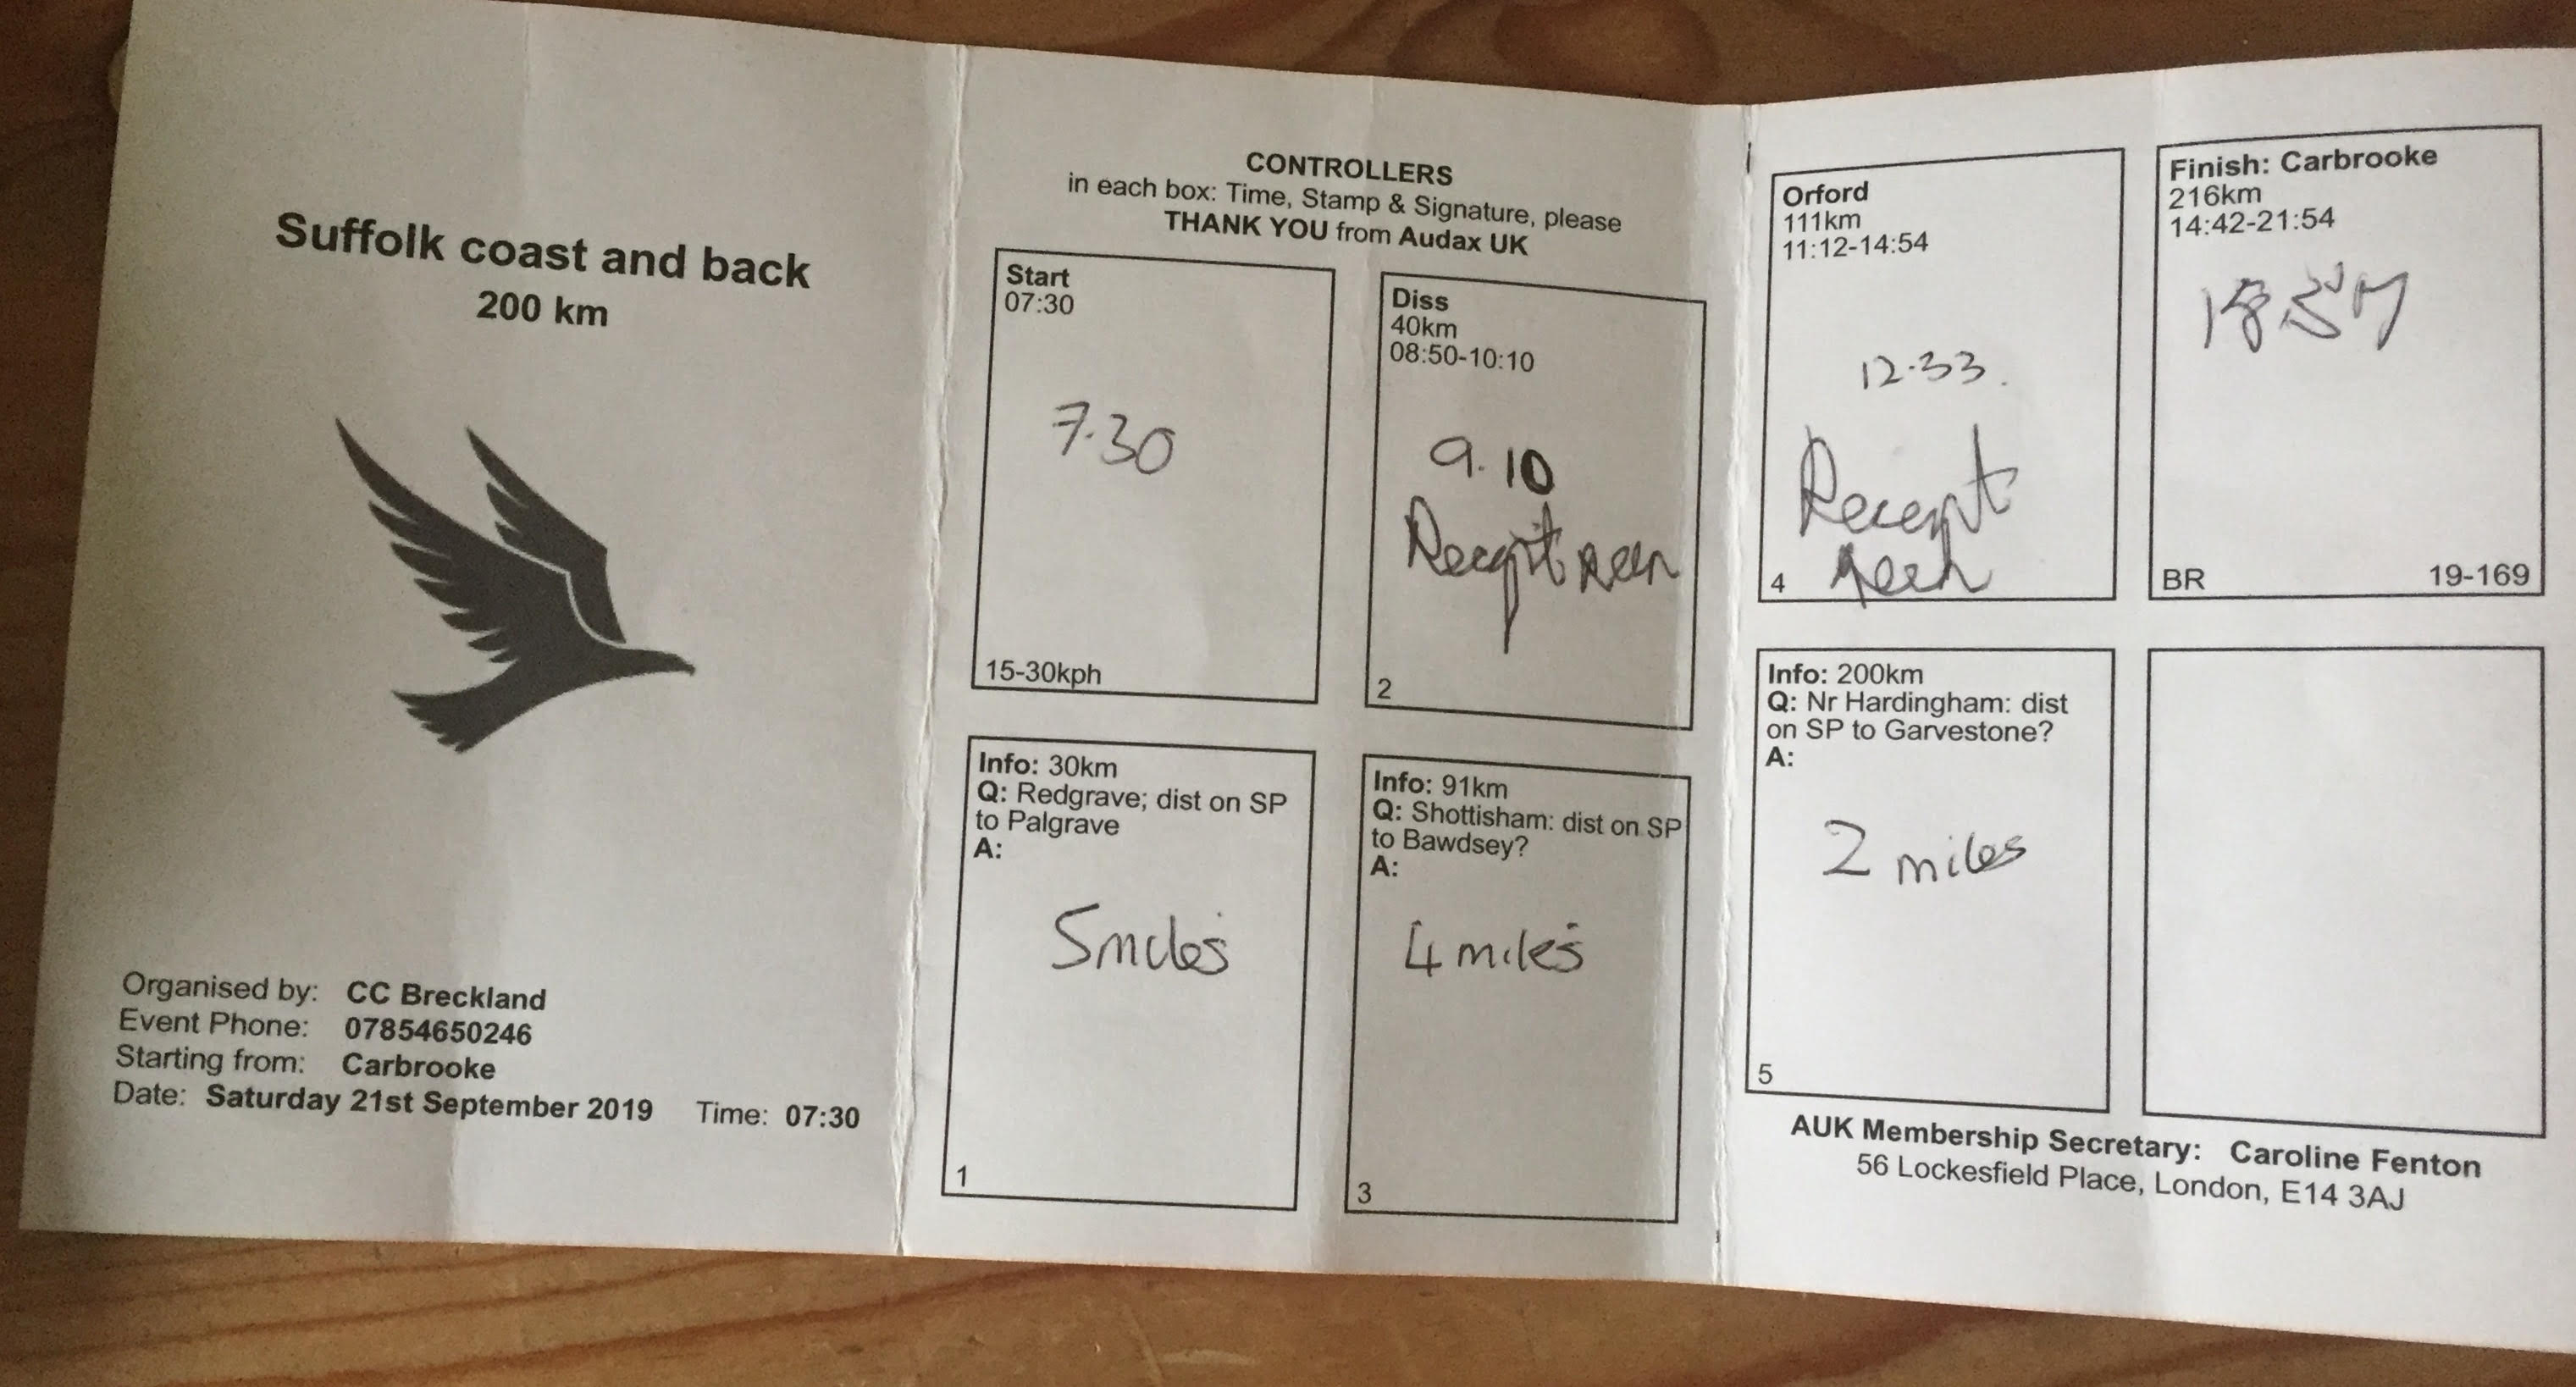 Suffolk coast and back
200 km
Organised by: CC Breckland
Event Phone: 07854650246
Starting from: Carbrooke
Date: Saturday 21st September 2019 Time: 07:30
CONTROLLERS
in each box: Time, Stamp & Signature, please
THANK YOU from Audax UK
Start
07:30
7.30
15-30kph
Diss
40km
08:50-10:10
9.10
Receipt seen
2
Info: 30km
Q: Redgrave; dist on SP
to Palgrave
A:
5 miles
1
Info: 91km
Q: Shottisham: dist on SP
to Bawdsey?
A:
4 miles
3
Orford
111km
11:12-14:54
12.33.
Receipt
seen
4
Finish: Carbrooke
216km
14:42-21:54
BR 19-169
Info: 200km
Q: Nr Hardingham: dist
on SP to Garvestone?
A:
2 miles
5
AUK Membership Secretary: Caroline Fenton
56 Lockesfield Place, London, E14 3AJ